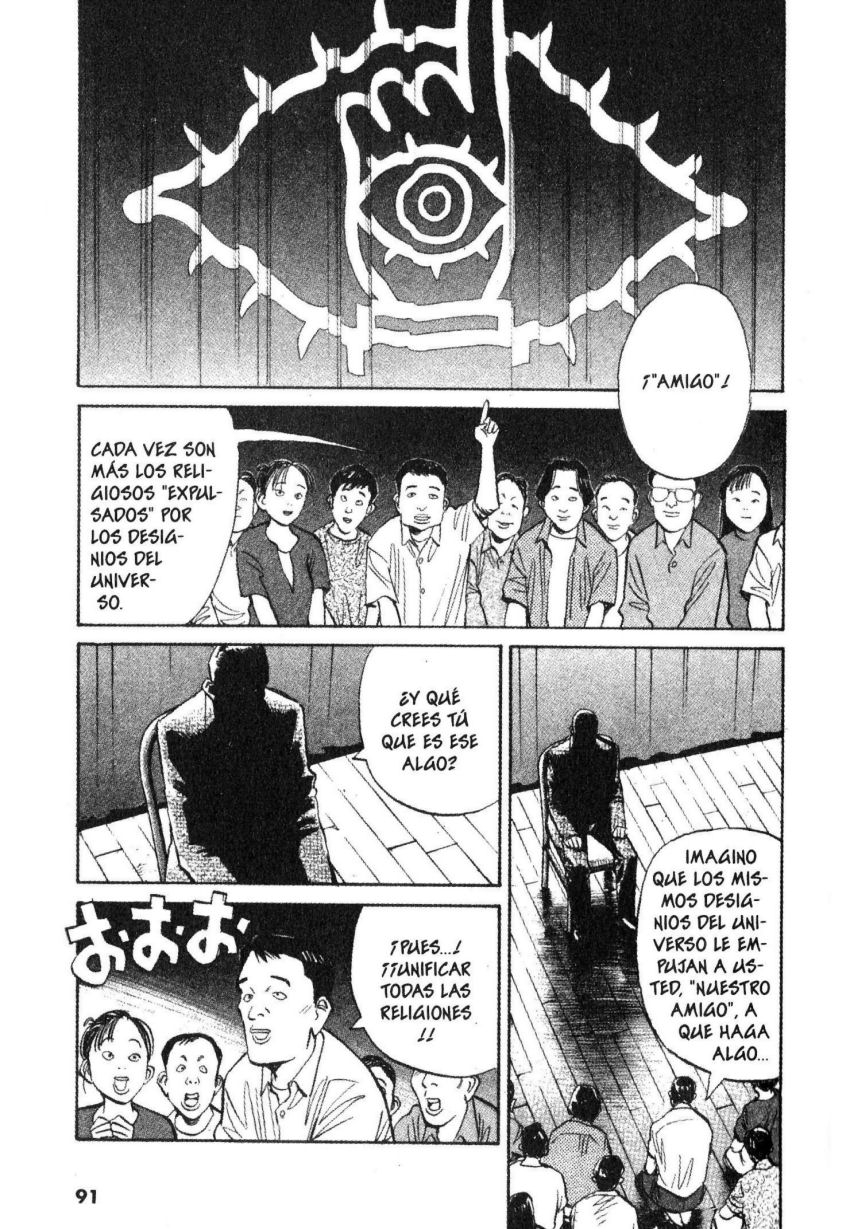 ¡"AMIGO"!
CADA VEZ SON
MÁS LOS RELI-
GIOSOS "EXPUL-
SADOS" POR
LOS DESIG-
NIOS DEL
UNIVER-
SO.
IMAGINO
QUE LOS MIS-
MOS DESIG-
NIOS DEL UNI-
VERSO LE EM-
PUJAN A US-
TED, "NUESTRO
AMIGO", A
QUE HAGA
ALGO...
¿Y QUÉ
CREES TÚ
QUE ES ESE
ALGO?
¡PUES...!
¡¡UNIFICAR
TODAS LAS
RELIGIONES
!!
お・お・お・
91